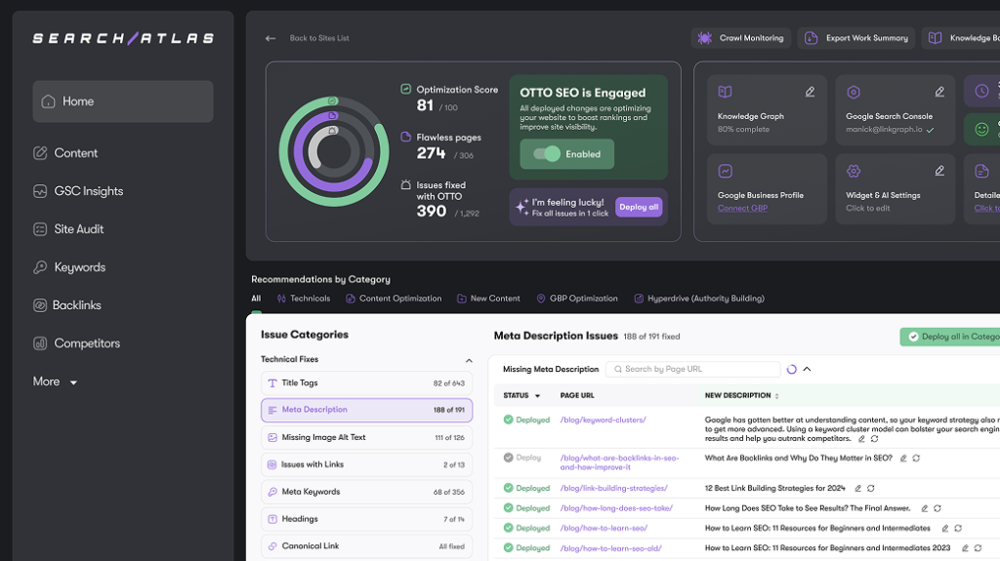 SEARCH/ATLAS
Home
Content
GSC Insights
Site Audit
Keywords
Backlinks
Competitors
More
Back to Sites List
Crawl Monitoring
Export Work Summary
Knowledge Ba
Optimization Score
81 / 100
Flawless pages
274 / 306
Issues fixed
with OTTO
390 / 1,292
OTTO SEO is Engaged
All deployed changes are optimizing
your website to boost rankings and
improve site visibility.
Enabled
I'm feeling lucky!
Fix all issues in 1 click
Deploy all
Knowledge Graph
80% complete
Google Search Console
manick@linkgraph.io
Google Business Profile
Connect GBP
Widget & AI Settings
Click to edit
Detaile
Click to
Recommendations by Category
All
Technicals
Content Optimization
New Content
GBP Optimization
Hyperdrive (Authority Building)
Issue Categories
Technical Fixes
Title Tags 82 of 643
Meta Description 188 of 191
Missing Image Alt Text 111 of 126
Issues with Links 2 of 13
Meta Keywords 68 of 356
Headings 7 of 14
Canonical Link All fixed
Meta Description Issues 188 of 191 fixed
Deploy all in Catego
Missing Meta Description
Search by Page URL
STATUS PAGE URL NEW DESCRIPTION
Deployed /blog/keyword-clusters/
Google has gotten better at understanding content, so your keyword strategy also n
to get more advanced. Using a keyword cluster model can bolster your search engin
results and help you outrank competitors.
Deploy /blog/what-are-backlinks-in-seo-
and-how-improve-it
What Are Backlinks and Why Do They Matter in SEO?
Deployed /blog/link-building-strategies/ 12 Best Link Building Strategies for 2024
Deployed /blog/how-long-does-seo-take/ How Long Does SEO Take to See Results? The Final Answer.
Deployed /blog/how-to-learn-seo/ How to Learn SEO: 11 Resources for Beginners and Intermediates
Deployed /blog/how-to-learn-seo-old/ How to Learn SEO: 11 Resources for Beginners and Intermediates 2023